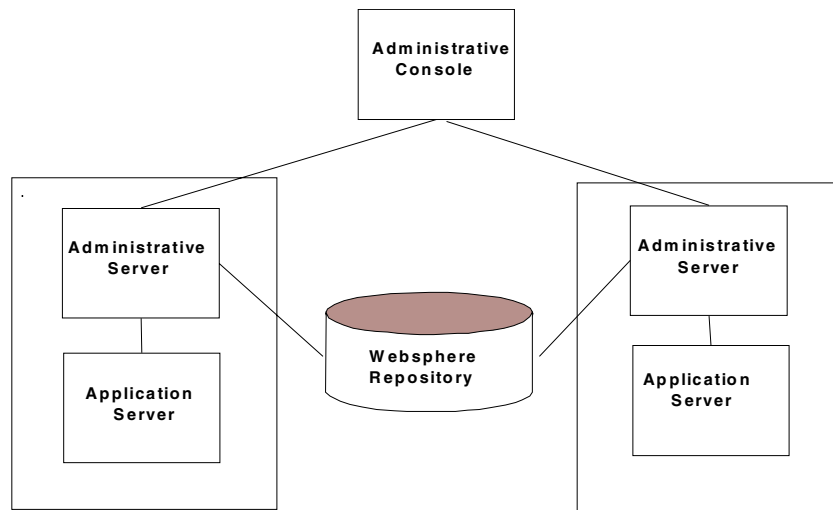 Administrative
Console
Administrative
Server
Administrative
Server
Websphere
Repository
Application
Server
Application
Server